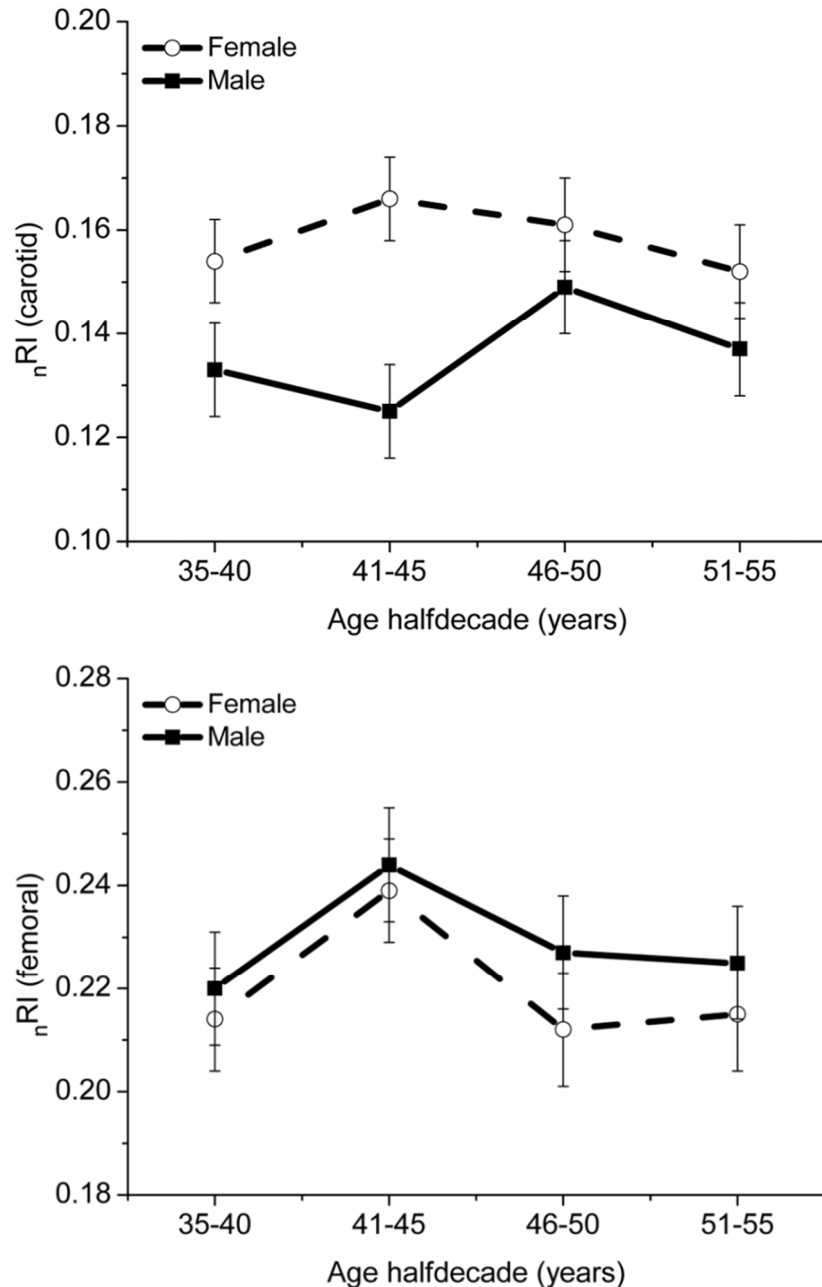 0.20
Female
Male
0.18
0.16
0.14
0.12
0.10
nRI (carotid)
35-40 41-45 46-50 51-55
Age halfdecade (years)
0.28
Female
Male
0.26
0.24
0.22
0.20
0.18
nRI (femoral)
35-40 41-45 46-50 51-55
Age halfdecade (years)